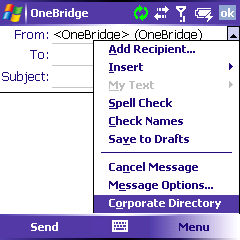 OneBridge ok
From: <OneBridge> (OneBridge)
To:
Subject:
Add Recipient...
Insert
My Text
Spell Check
Check Names
Save to Drafts
Cancel Message
Message Options...
Corporate Directory
Send Menu